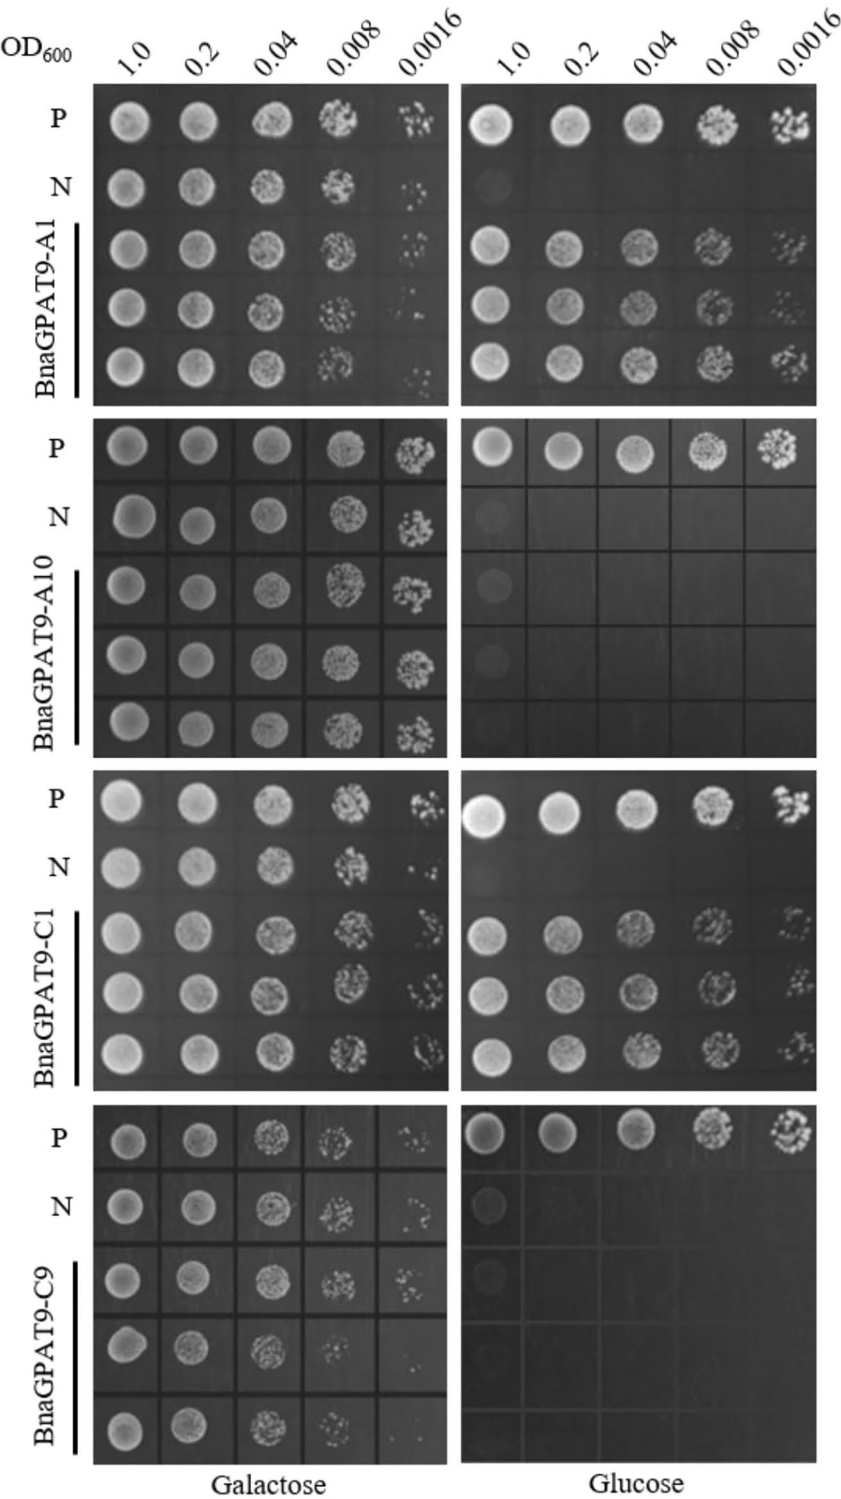 OD600 1.0 0.2 0.04 0.008 0.0016 1.0 0.2 0.04 0.008 0.0016
P
N
BnaGPAT9-A1
P
N
BnaGPAT9-A10
P
N
BnaGPAT9-C1
P
N
BnaGPAT9-C9
Galactose Glucose